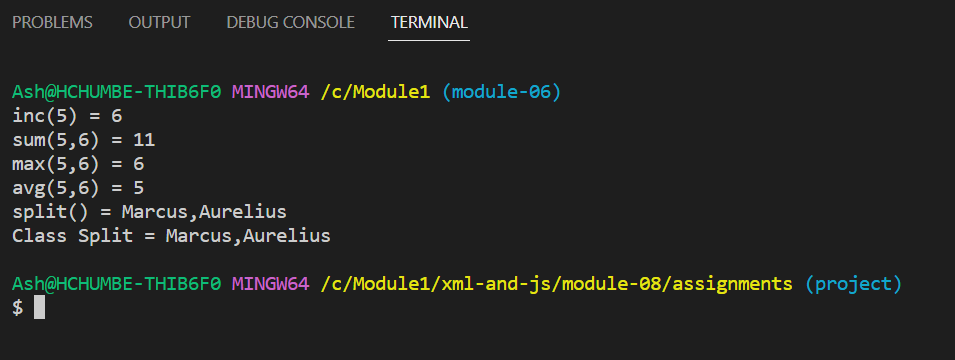 PROBLEMS OUTPUT DEBUG CONSOLE TERMINAL
Ash@HCHUMBE-THIB6F0 MINGW64 /c/Module1 (module-06)
inc(5) = 6
sum(5,6) = 11
max(5,6) = 6
avg(5,6) = 5
split() = Marcus,Aurelius
Class Split = Marcus,Aurelius
Ash@HCHUMBE-THIB6F0 MINGW64 /c/Module1/xml-and-js/module-08/assignments (project)
$